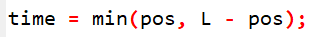 time = min(pos, L - pos);